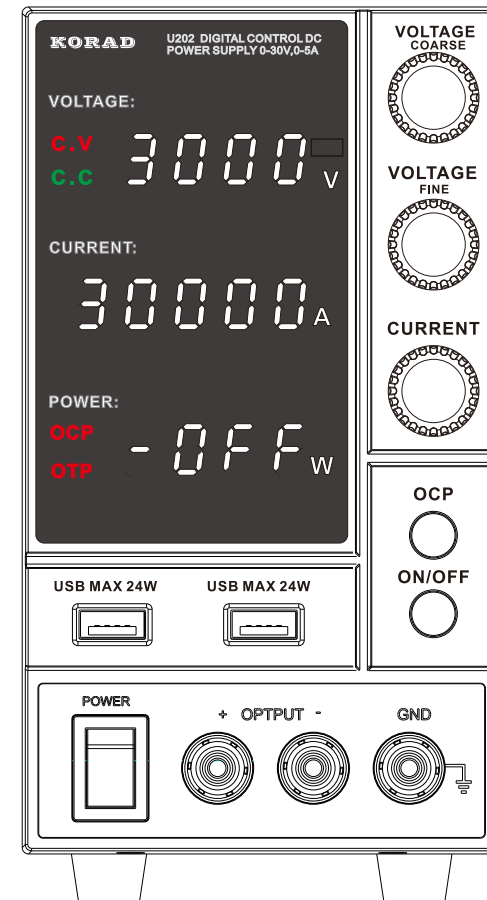 KORAD
U202 DIGITAL CONTROL DC
POWER SUPPLY 0-30V,0-5A
VOLTAGE:
C.V
C.C
3000 V
CURRENT:
30000 A
POWER:
OCP
OTP
-OFF W
VOLTAGE
COARSE
VOLTAGE
FINE
CURRENT
OCP
ON/OFF
USB MAX 24W
USB MAX 24W
POWER
+ OPTPUT -
GND